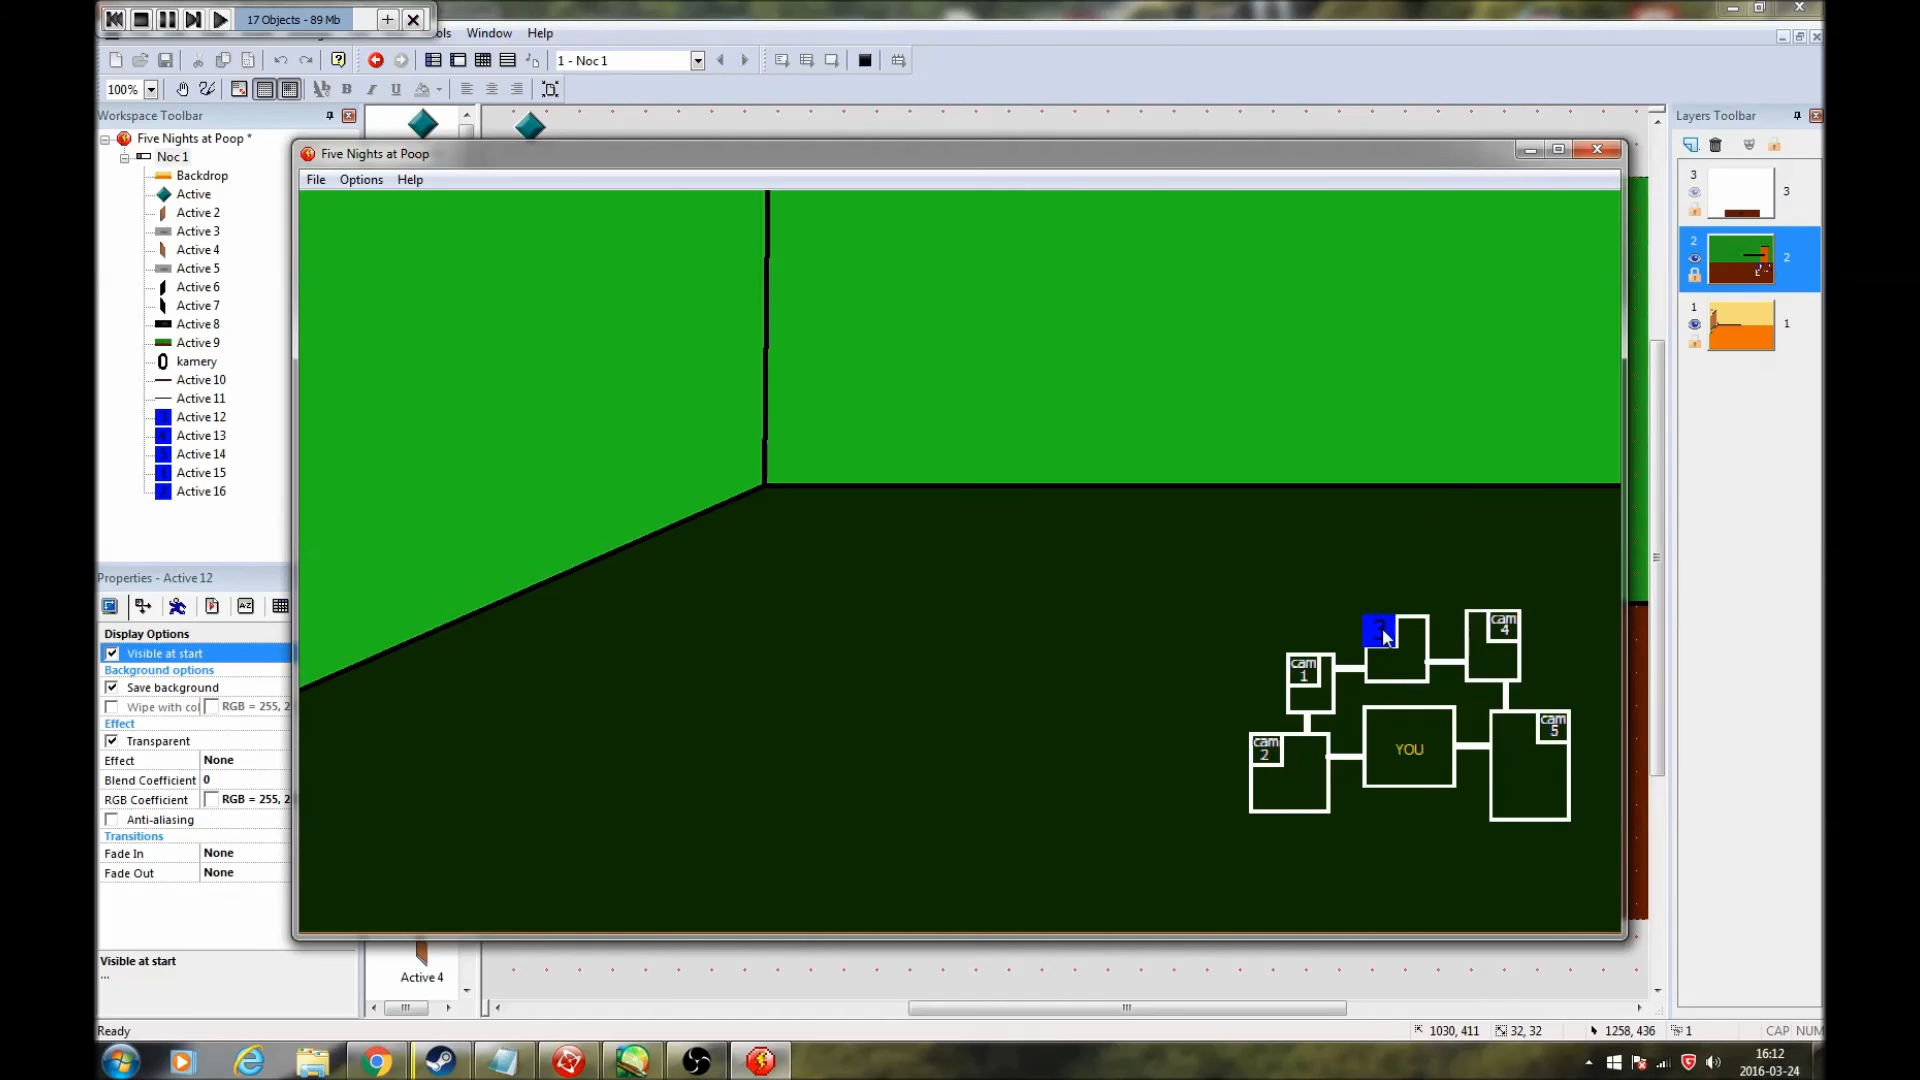 17 Objects - 89 Mb
Window Help
1 - Noc 1
100%
Workspace Toolbar
Layers Toolbar
Five Nights at Poop *
Noc 1
Backdrop
Active
Active 2
Active 3
Active 4
Active 5
Active 6
Active 7
Active 8
Active 9
kamery
Active 10
Active 11
Active 12
Active 13
Active 14
Active 15
Active 16
Properties - Active 12
Display Options
Visible at start
Background options
Save background
Wipe with col RGB = 255, 2
Effect
Transparent
Effect None
Blend Coefficient 0
RGB Coefficient RGB = 255, 2
Anti-aliasing
Transitions
Fade In None
Fade Out None
Visible at start
...
Five Nights at Poop
File Options Help
3
cam 4
cam 1
cam 2
YOU
cam 5
Active 4
3
3
2
2
1
1
Ready
1030, 411
32, 32
1258, 436
1
CAP NUM
16:12
2016-03-24